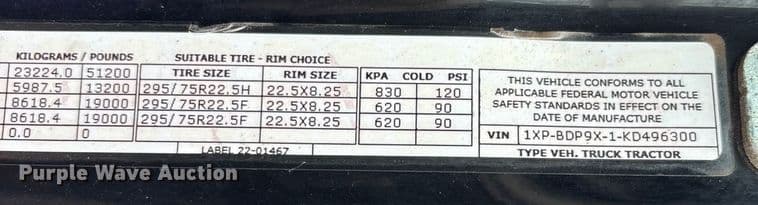 KILOGRAMS / POUNDS SUITABLE TIRE - RIM CHOICE
TIRE SIZE RIM SIZE KPA COLD PSI
23224.0 51200
5987.5 13200 295/75R22.5H 22.5X8.25 830 120
8618.4 19000 295/75R22.5F 22.5X8.25 620 90
8618.4 19000 295/75R22.5F 22.5X8.25 620 90
0.0 0
LABEL 22-01467
THIS VEHICLE CONFORMS TO ALL
APPLICABLE FEDERAL MOTOR VEHICLE
SAFETY STANDARDS IN EFFECT ON THE
DATE OF MANUFACTURE
VIN 1XP-BDP9X-1-KD496300
TYPE VEH. TRUCK TRACTOR
Purple Wave Auction